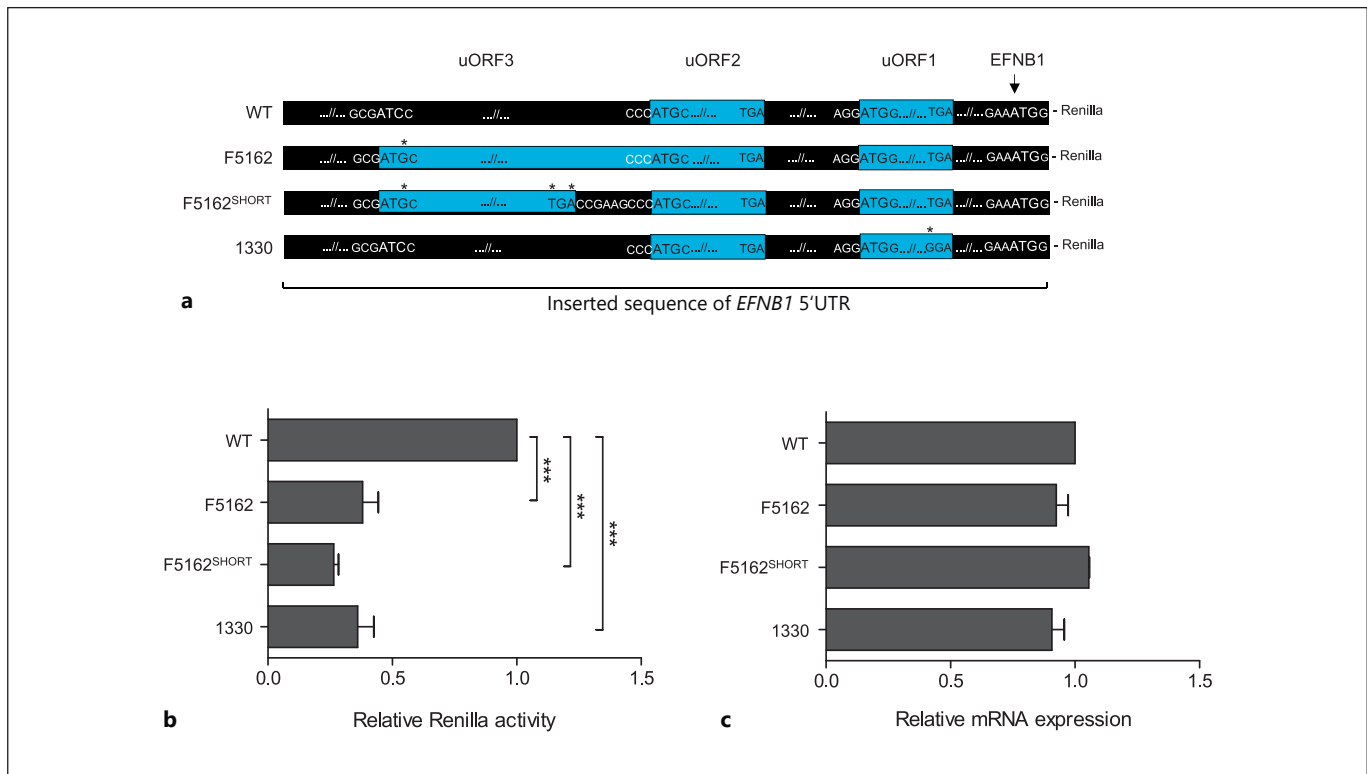 uORF3 uORF2 uORF1 EFNB1
WT ...//... GCGATCC ...//... CCCATGC...//... TGA ...//... AGGATGG...//...TGA ...//...GAAATGG - Renilla
*
F5162 ...//... GCGATGC ...//... CCCATGC...//... TGA ...//... AGGATGG...//...TGA ...//...GAAATGG - Renilla
* * *
F5162SHORT ...//... GCGATGC ...//... TGACCGAAGCCCATGC...//... TGA ...//... AGGATGG...//...TGA ...//...GAAATGG - Renilla
*
1330 ...//... GCGATCC ...//... CCCATGC...//... TGA ...//... AGGATGG...//...GGA ...//...GAAATGG - Renilla
a Inserted sequence of EFNB1 5'UTR
WT
F5162
F5162SHORT
1330
***
***
***
0.0 0.5 1.0 1.5
b Relative Renilla activity
WT
F5162
F5162SHORT
1330
0.0 0.5 1.0 1.5
c Relative mRNA expression